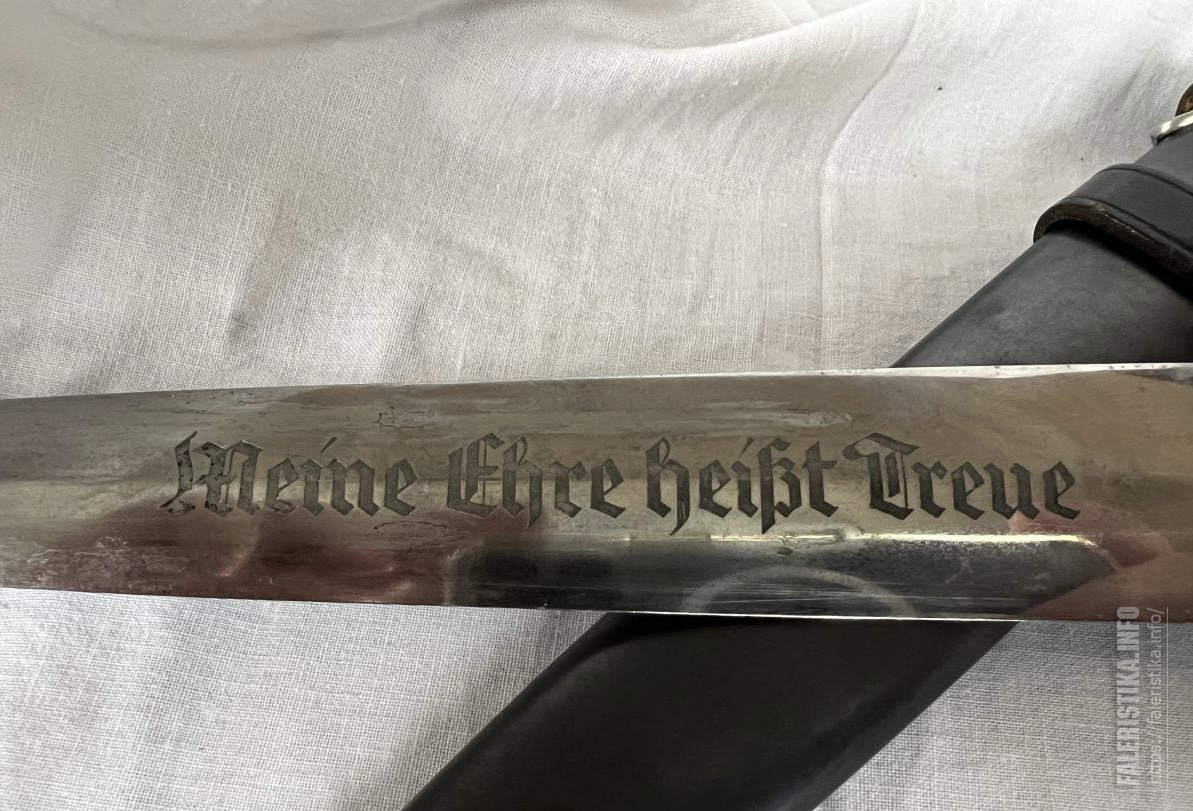 Meine Ehre heißt Treue
FALERISTIKA.INFO
https://faleristika.info/